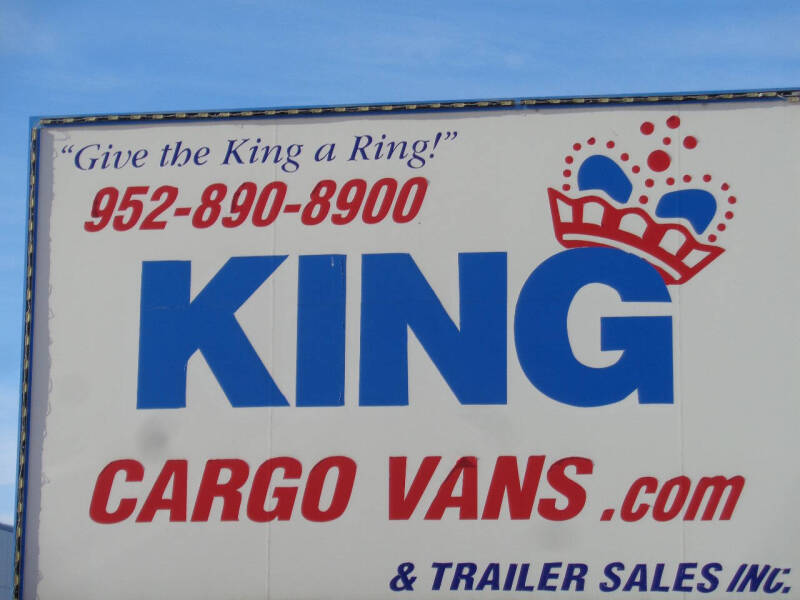 "Give the King a Ring!"
952-890-8900
KING
CARGO VANS.com
& TRAILER SALES INC.